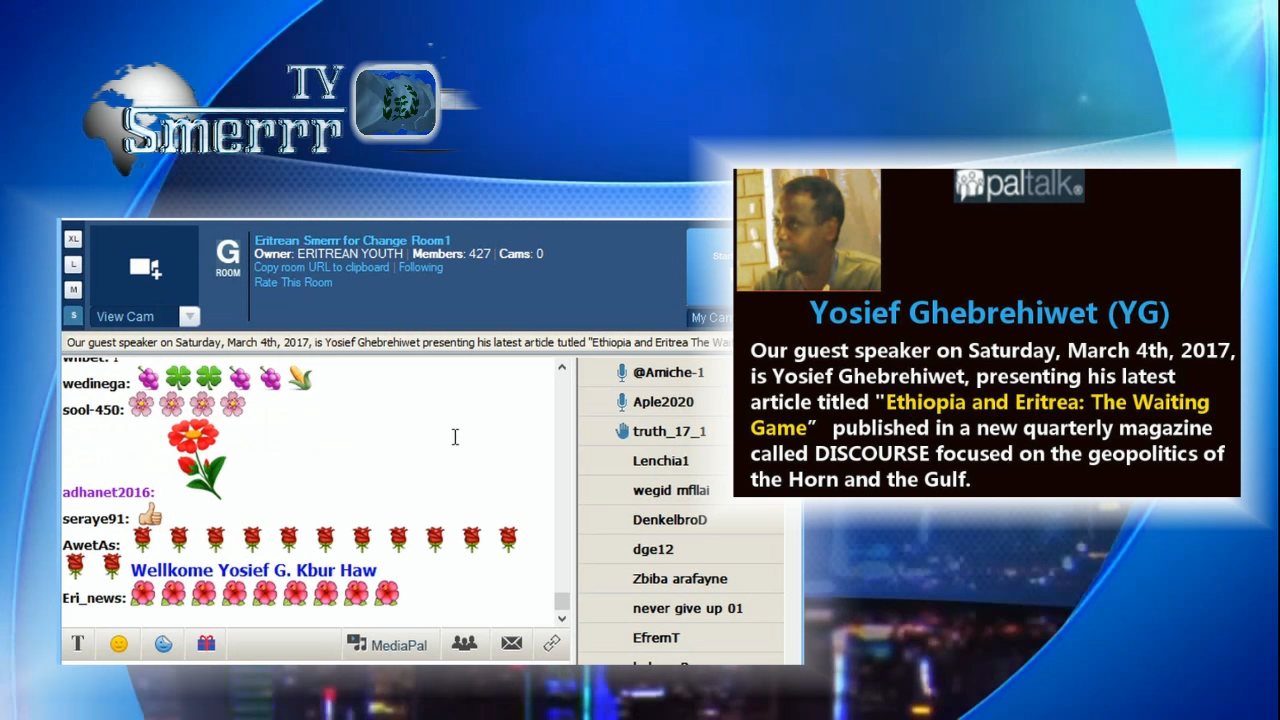 TV
Smerrr
XL
L
M
S
View Cam
G
ROOM
Eritrean Smerrr for Change Room1
Owner: ERITREAN YOUTH | Members: 427 | Cams: 0
Copy room URL to clipboard | Following
Rate This Room
My Cam
Our guest speaker on Saturday, March 4th, 2017, is Yosief Ghebrehiwet presenting his latest article tutled "Ethiopia and Eritrea The
wedinega:
sool-450:
adhanet2016:
seraye91:
AwetAs:
Wellkome Yosief G. Kbur Haw
Eri_news:
T
MediaPal
@Amiche-1
Aple2020
truth_17_1
Lenchia1
wegid mfllai
DenkelbroD
dge12
Zbiba arafayne
never give up 01
EfremT
paltalk®
Yosief Ghebrehiwet (YG)
Our guest speaker on Saturday, March 4th, 2017,
is Yosief Ghebrehiwet, presenting his latest
article titled "Ethiopia and Eritrea: The Waiting
Game” published in a new quarterly magazine
called DISCOURSE focused on the geopolitics of
the Horn and the Gulf.